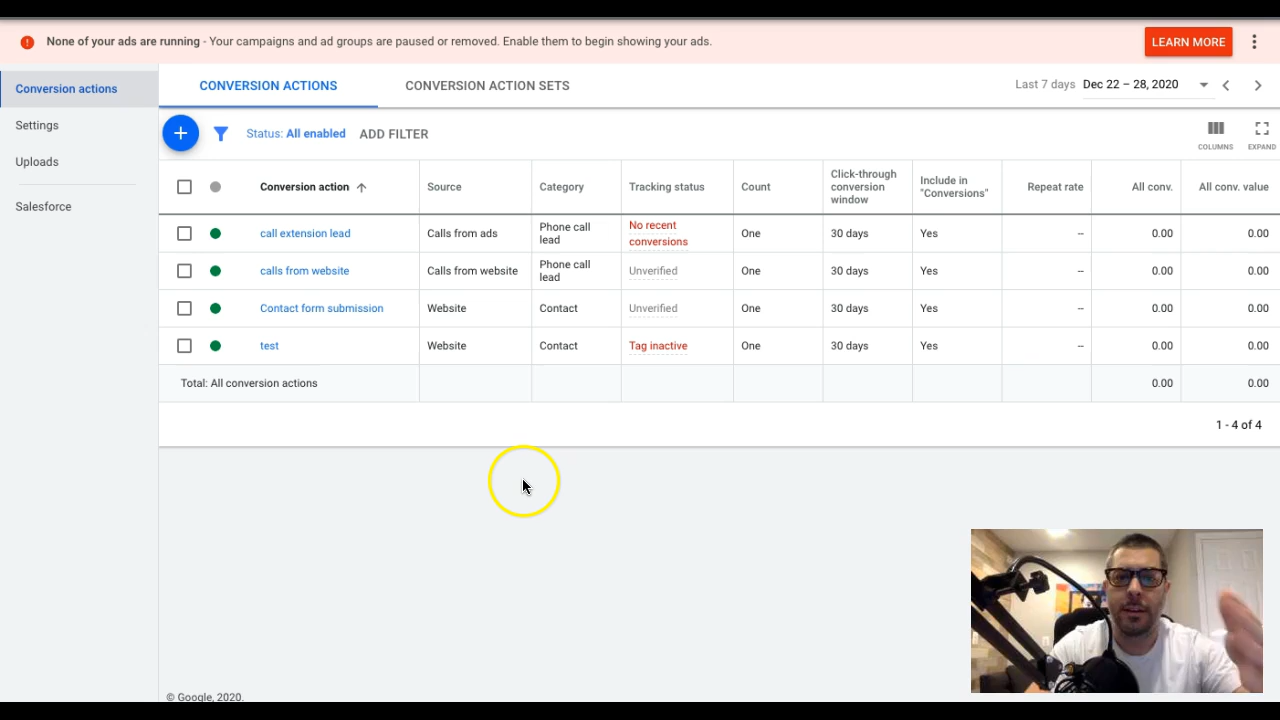 None of your ads are running - Your campaigns and ad groups are paused or removed. Enable them to begin showing your ads.
LEARN MORE
Conversion actions
Settings
Uploads
Salesforce
CONVERSION ACTIONS
CONVERSION ACTION SETS
Last 7 days Dec 22 – 28, 2020
Status: All enabled
ADD FILTER
COLUMNS
EXPAND
Conversion action
Source
Category
Tracking status
Count
Click-through
conversion
window
Include in
"Conversions"
Repeat rate
All conv.
All conv. value
call extension lead
Calls from ads
Phone call
lead
No recent
conversions
One
30 days
Yes
--
0.00
0.00
calls from website
Calls from website
Phone call
lead
Unverified
One
30 days
Yes
--
0.00
0.00
Contact form submission
Website
Contact
Unverified
One
30 days
Yes
--
0.00
0.00
test
Website
Contact
Tag inactive
One
30 days
Yes
--
0.00
0.00
Total: All conversion actions
0.00
0.00
1 - 4 of 4
© Google, 2020.